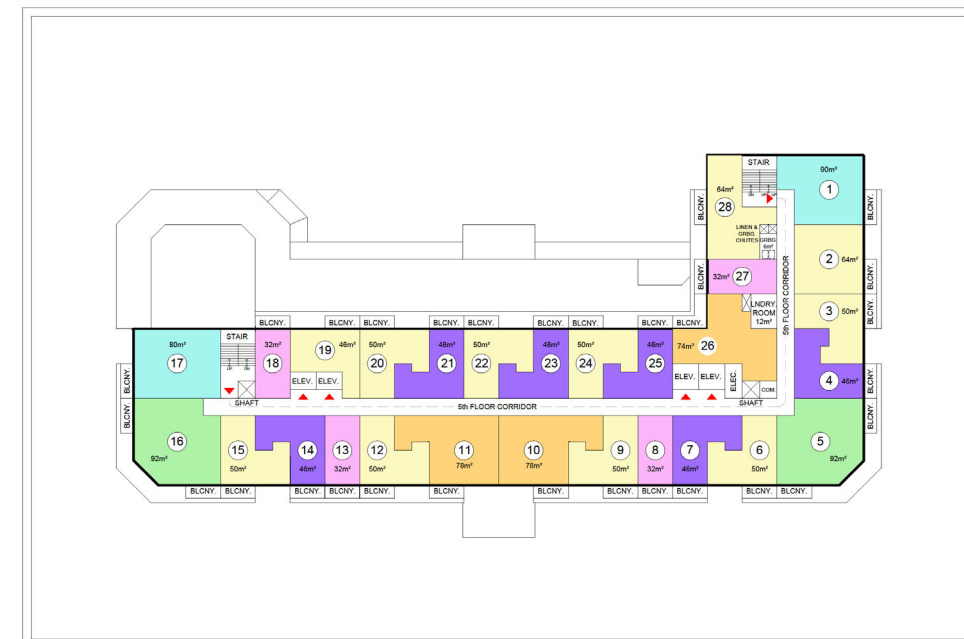 STAIR
90m²
1
DN UP
64m²
28
BLCNY.
BLCNY.
LINEN &
GRBG.
CHUTES
GRBG
6m²
2
64m²
BLCNY.
BLCNY.
32m²
27
5th FLOOR CORRIDOR
LNDRY.
ROOM
12m²
3
50m²
BLCNY.
BLCNY.
BLCNY.
BLCNY.
BLCNY.
BLCNY.
BLCNY.
BLCNY.
BLCNY.
80m²
17
STAIR
UP DN
32m²
18
19
46m²
50m²
20
46m²
21
50m²
22
46m²
23
50m²
24
46m²
25
74m²
26
ELEV.
ELEV.
ELEV.
ELEV.
ELEC.
COM.
4
46m²
BLCNY.
BLCNY.
SHAFT
5th FLOOR CORRIDOR
SHAFT
BLCNY.
BLCNY.
16
92m²
15
50m²
14
46m²
13
32m²
12
50m²
11
78m²
10
78m²
9
50m²
8
32m²
7
46m²
6
50m²
5
92m²
BLCNY.
BLCNY.
BLCNY.
BLCNY.
BLCNY.
BLCNY.
BLCNY.
BLCNY.
BLCNY.
BLCNY.
BLCNY.
BLCNY.